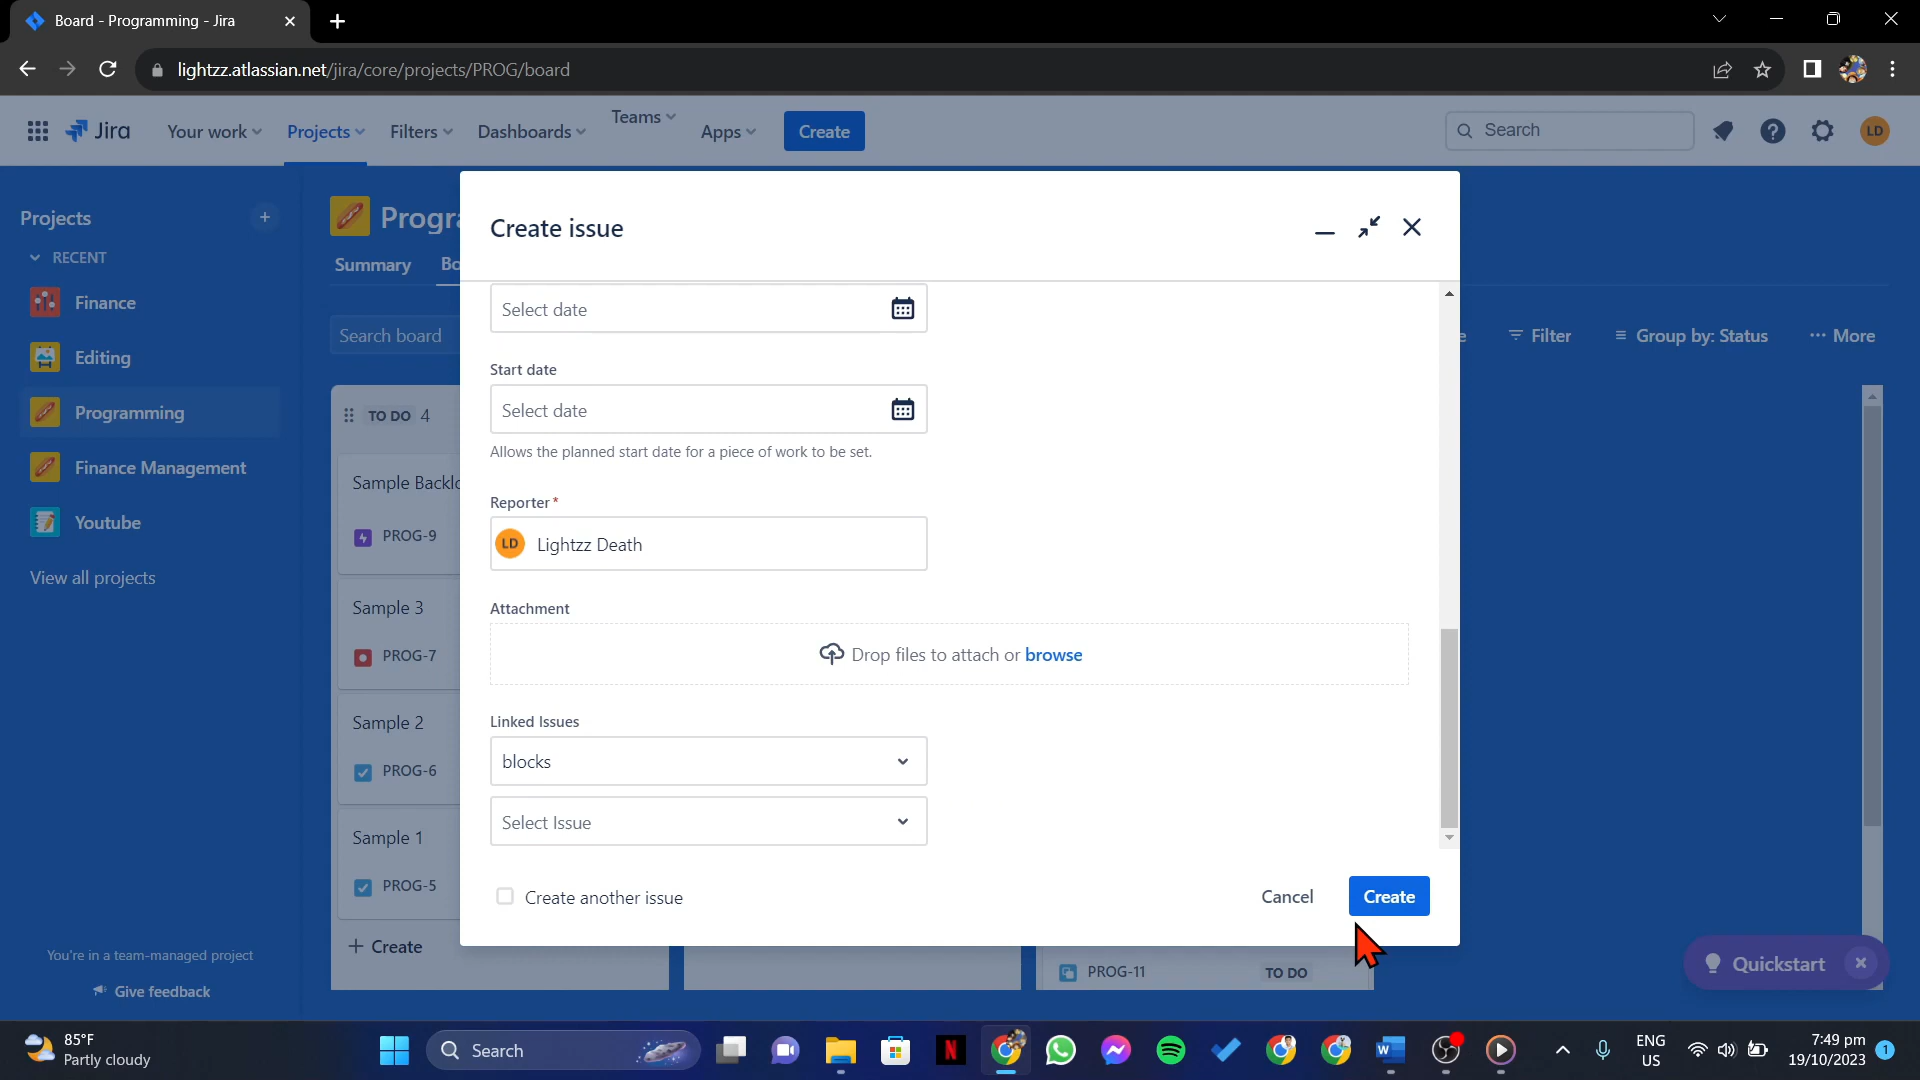 Board - Programming - Jira
lightzz.atlassian.net/jira/core/projects/PROG/board
Jira
Your work
Projects
Filters
Dashboards
Teams
Apps
Create
Search
LD
Projects
RECENT
Finance
Editing
Programming
Finance Management
Youtube
View all projects
You're in a team-managed project
Give feedback
Progra
Summary
Bo
Search board
Filter
Group by: Status
More
TO DO 4
Sample Backlo
PROG-9
Sample 3
PROG-7
Sample 2
PROG-6
Sample 1
PROG-5
Create
Create issue
Select date
Start date
Select date
Allows the planned start date for a piece of work to be set.
Reporter *
LD Lightzz Death
Attachment
Drop files to attach or browse
Linked Issues
blocks
Select Issue
Create another issue
Cancel
Create
PROG-11
TO DO
Quickstart
85°F
Partly cloudy
Search
ENG
US
7:49 pm
19/10/2023
1